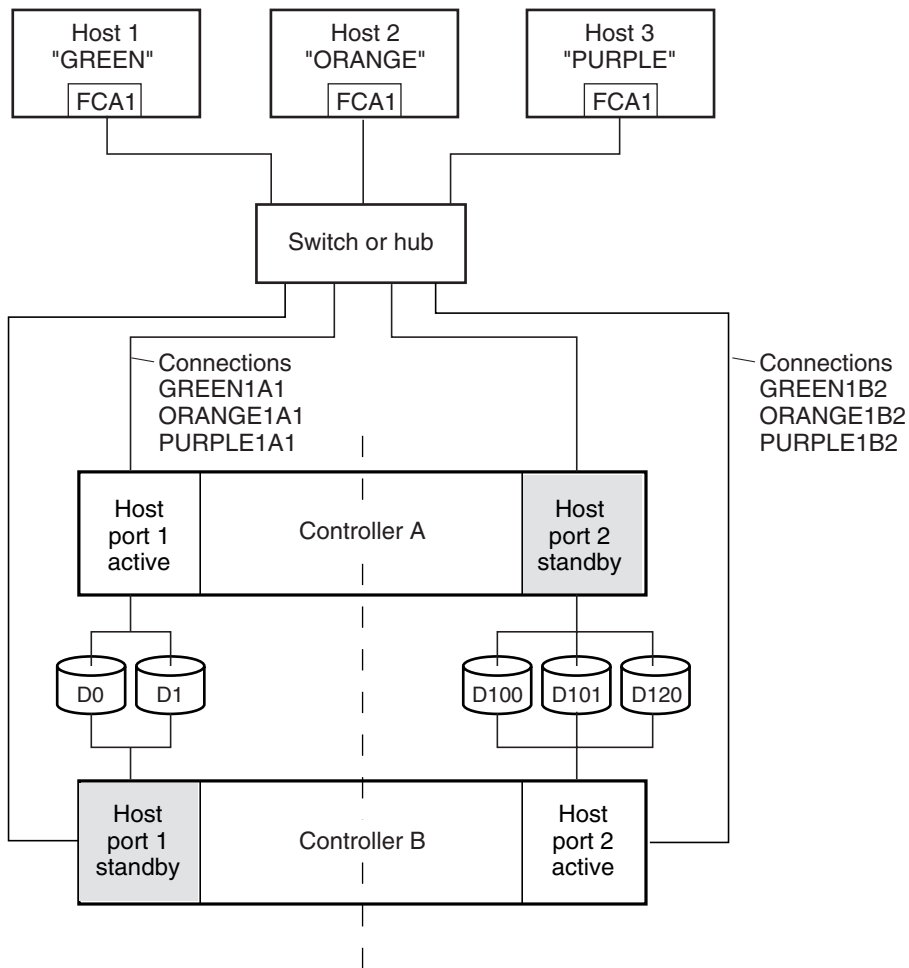 Host 1
"GREEN"
FCA1
Host 2
"ORANGE"
FCA1
Host 3
"PURPLE"
FCA1
Switch or hub
Connections
GREEN1A1
ORANGE1A1
PURPLE1A1
Connections
GREEN1B2
ORANGE1B2
PURPLE1B2
Host
port 1
active
Controller A
Host
port 2
standby
D0
D1
D100
D101
D120
Host
port 1
standby
Controller B
Host
port 2
active